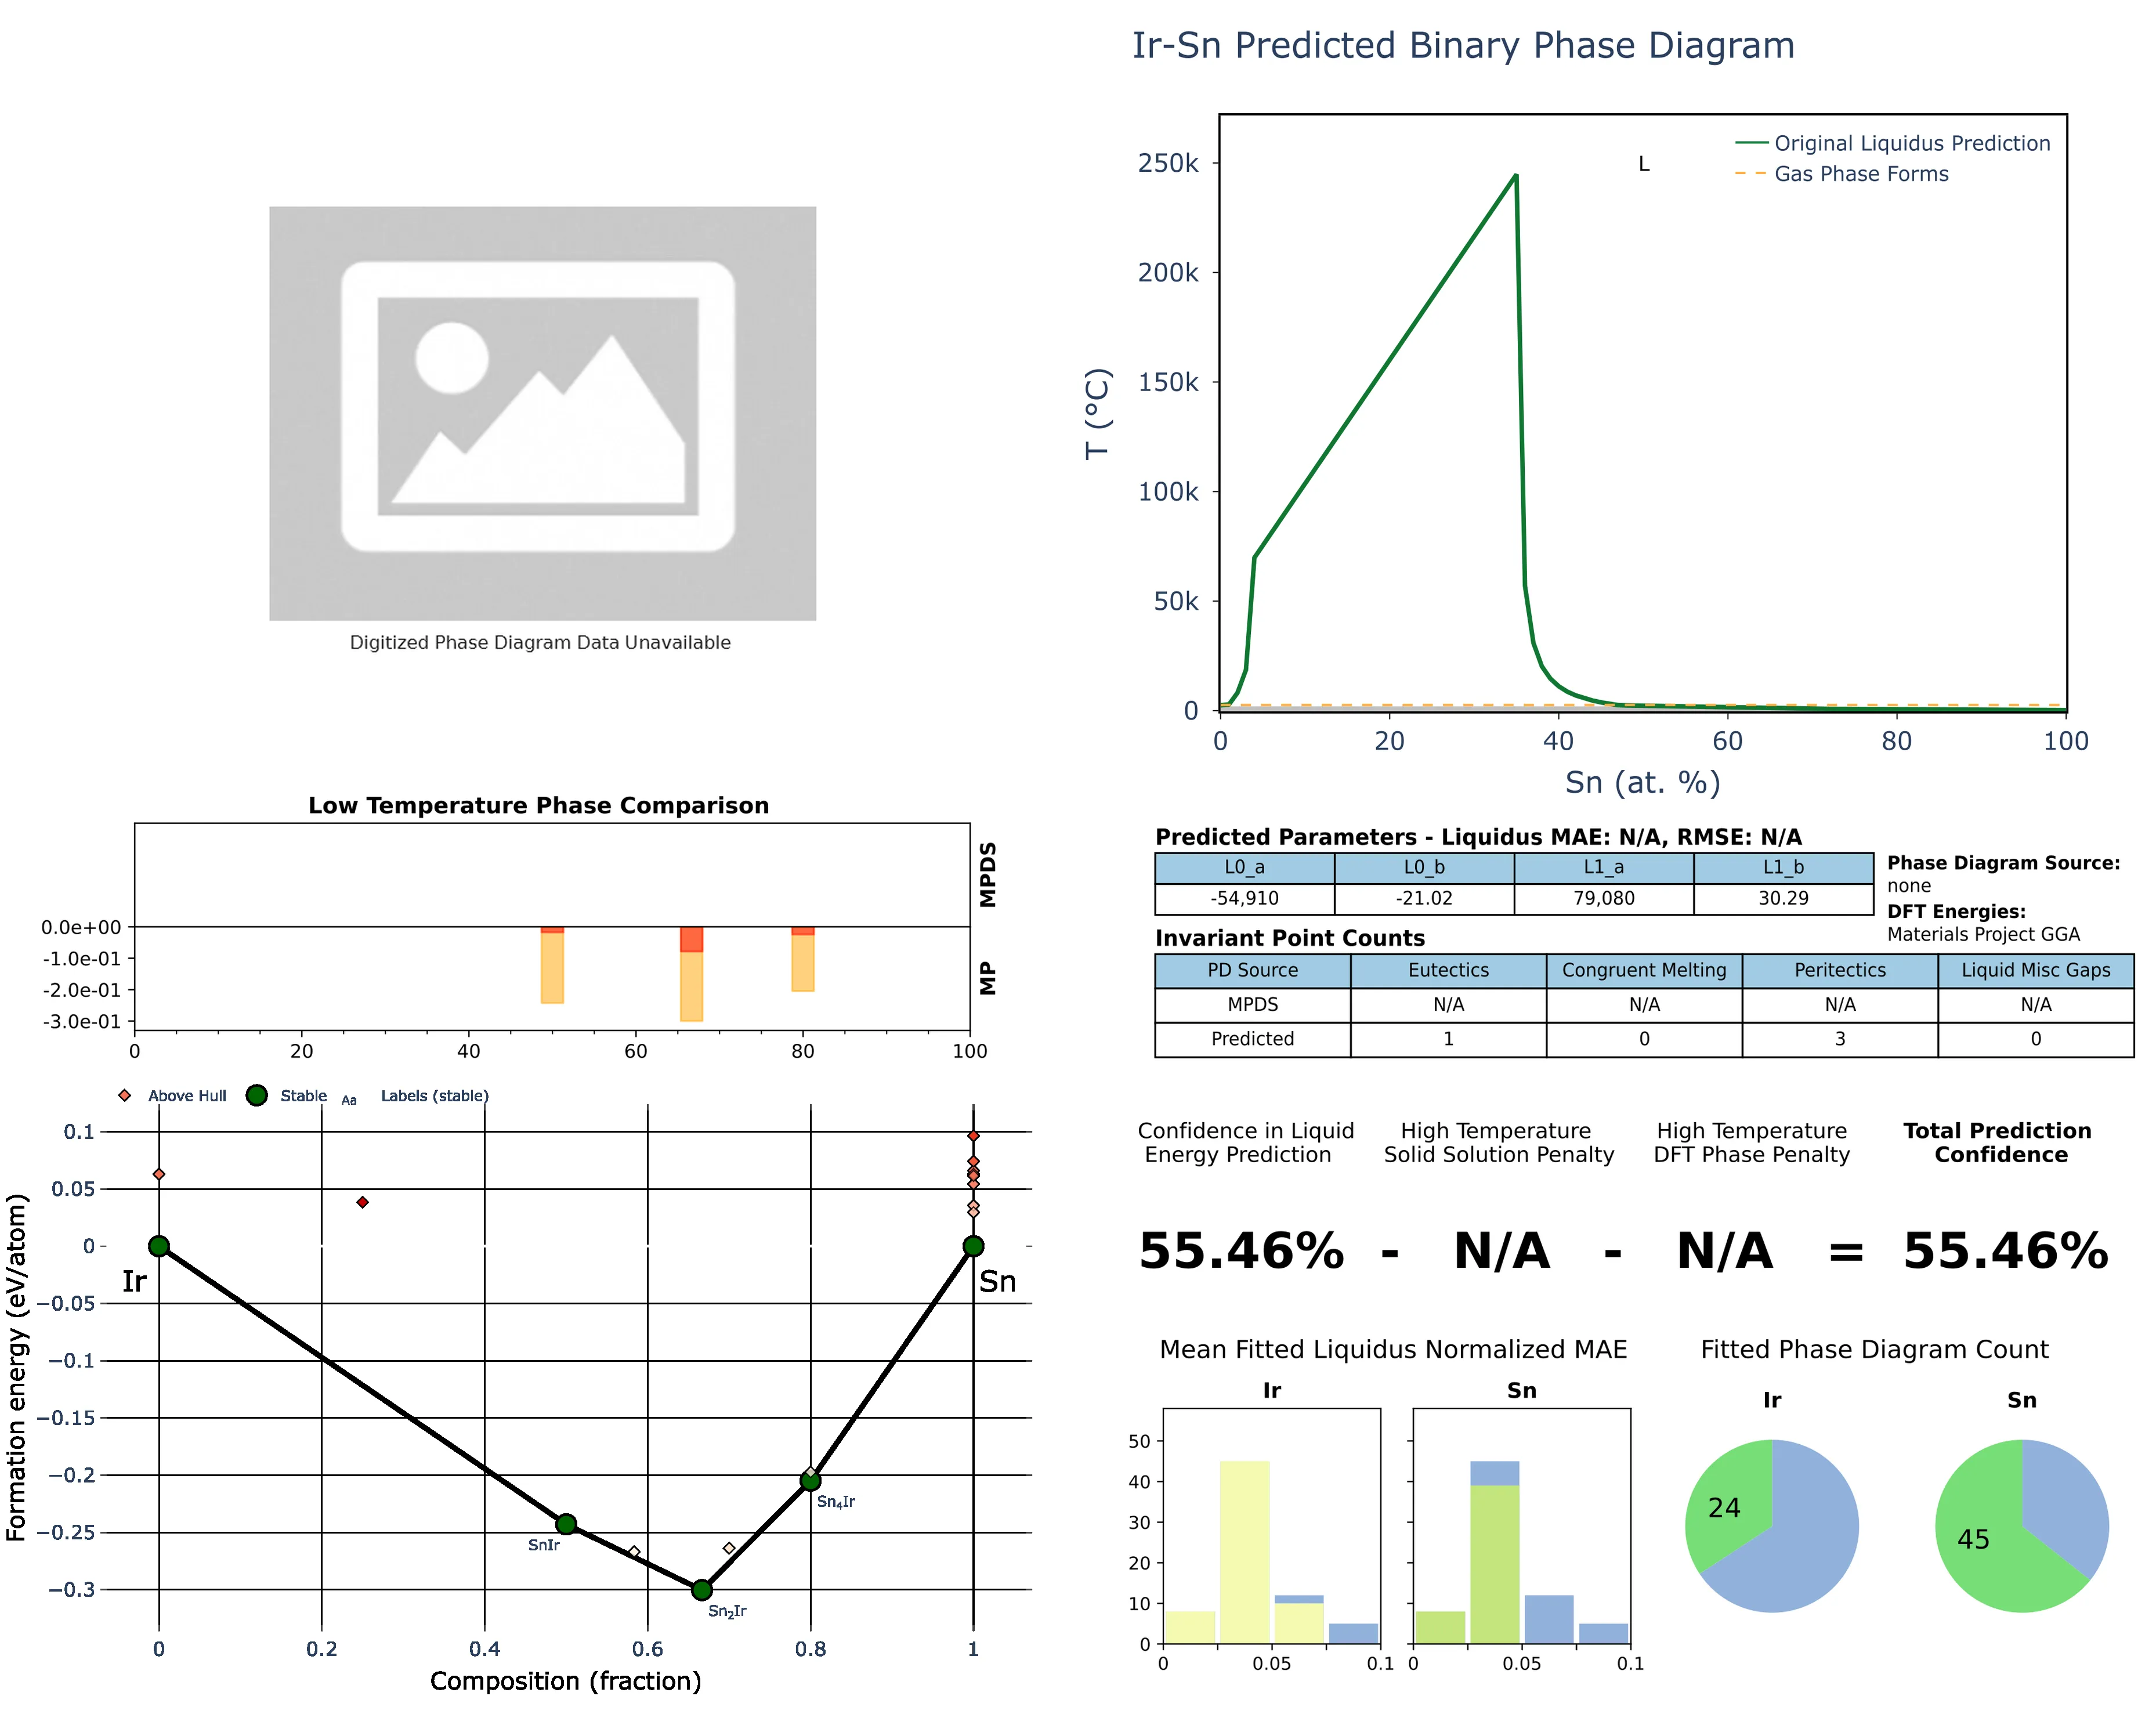 Ir-Sn Predicted Binary Phase Diagram
250k
200k
150k
100k
50k
0
T (°C)
L
Original Liquidus Prediction
Gas Phase Forms
0 20 40 60 80 100
Sn (at. %)
Digitized Phase Diagram Data Unavailable
Low Temperature Phase Comparison
MPDS
MP
0.0e+00
-1.0e-01
-2.0e-01
-3.0e-01
0 20 40 60 80 100
Predicted Parameters - Liquidus MAE: N/A, RMSE: N/A
L0_a L0_b L1_a L1_b
-54,910 -21.02 79,080 30.29
Phase Diagram Source:
none
DFT Energies:
Materials Project GGA
Invariant Point Counts
PD Source Eutectics Congruent Melting Peritectics Liquid Misc Gaps
MPDS N/A N/A N/A N/A
Predicted 1 0 3 0
Above Hull Stable Aa Labels (stable)
0.1
0.05
0
−0.05
−0.1
−0.15
−0.2
−0.25
−0.3
Formation energy (eV/atom)
Ir
Sn
SnIr
Sn₂Ir
Sn₄Ir
0 0.2 0.4 0.6 0.8 1
Composition (fraction)
Confidence in Liquid
Energy Prediction
High Temperature
Solid Solution Penalty
High Temperature
DFT Phase Penalty
Total Prediction
Confidence
55.46% - N/A - N/A = 55.46%
Mean Fitted Liquidus Normalized MAE
Ir
Sn
50
40
30
20
10
0
0 0.05 0.1
0 0.05 0.1
Fitted Phase Diagram Count
Ir
Sn
24
45